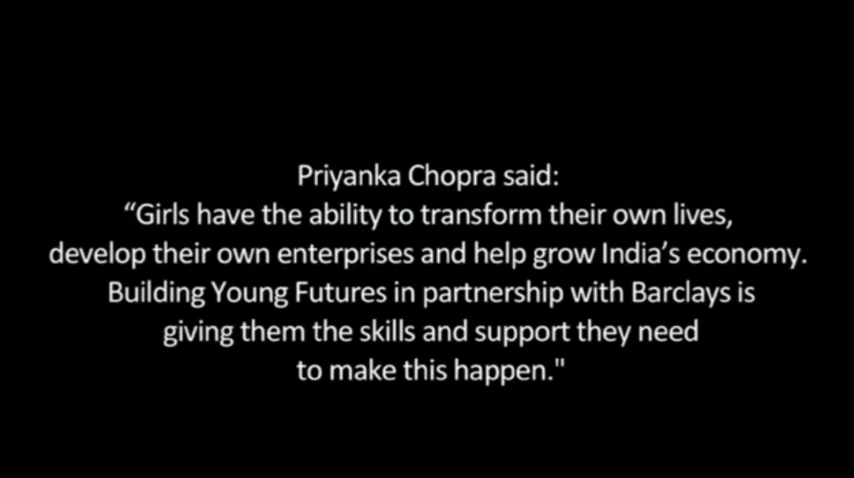 Priyanka Chopra said:
“Girls have the ability to transform their own lives,
develop their own enterprises and help grow India’s economy.
Building Young Futures in partnership with Barclays is
giving them the skills and support they need
to make this happen."